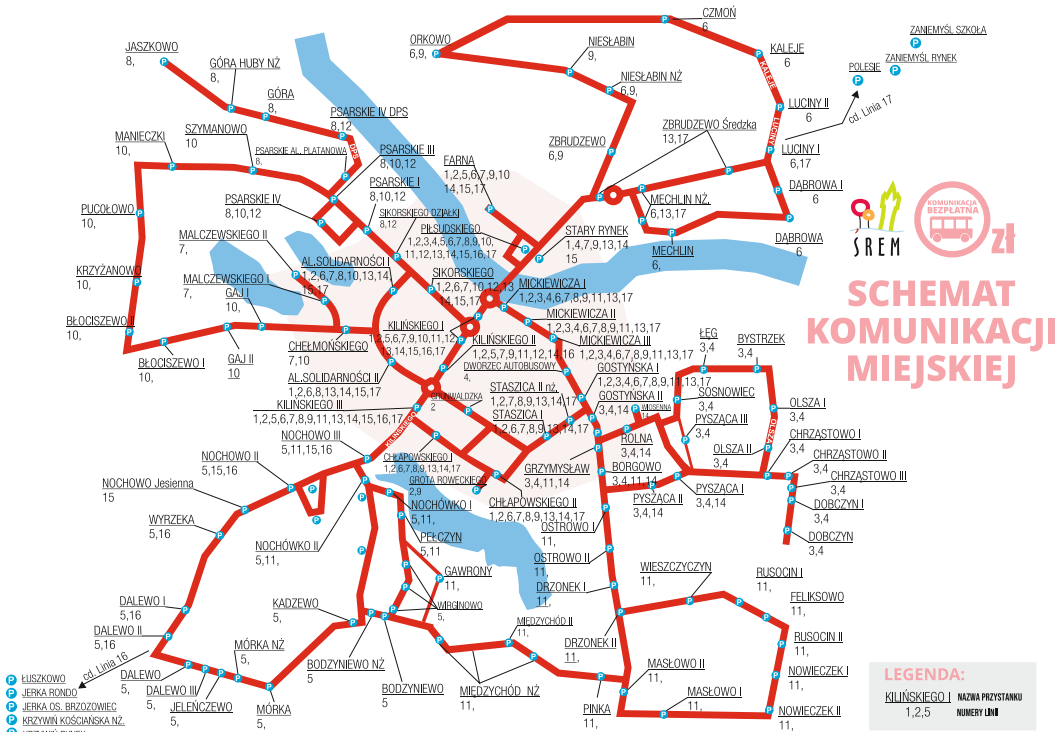 CZMOŃ
6
ZANIEMYŚL SZKOŁA
ORKOWO
6,9,
NIESŁABIN
9,
KALEJE
6
ZANIEMYŚL RYNEK
JASZKOWO
8,
GÓRA HUBY NŻ
8,
KALEJE
POLESIE
NIESŁABIN NŻ
6,9,
GÓRA
8,
LUCINY II
6
cd. Linia 17
PSARSKIE IV DPS
8,12
LUCINY
ZBRUDZEWO Średzka
13,17
MANIECZKI
10,
SZYMANOWO
10
DPS
PSARSKIE AL. PLATANOWA
8,
PSARSKIE III
8,10,12
FARNA
1,2,5,6,7,9,10
14,15,17
ZBRUDZEWO
6,9
LUCINY I
6,17
PSARSKIE I
8,10,12
DĄBROWA I
6
PSARSKIE IV
8,10,12
MECHLIN NŻ.
6,13,17
KOMUNIKACJA
BEZPŁATNA
0 zł
ŚREM
PUCOŁOWO
10,
SIKORSKIEGO DZIAŁKI
8,12
PIŁSUDSKIEGO
1,2,3,4,5,6,7,8,9,10,
11,12,13,14,15,16,17
STARY RYNEK
1,4,7,9,13,14
15
MALCZEWSKIEGO II
7,
MECHLIN
6,
DĄBROWA
6
AL.SOLIDARNOŚCI I
1,2,6,7,8,10,13,14,
15,17
KRZYŻANOWO
10,
MALCZEWSKIEGO I
7,
SIKORSKIEGO
1,2,6,7,10,12,13
14,15,17
MICKIEWICZA I
1,2,3,4,6,7,8,9,11,13,17
SCHEMAT
KOMUNIKACJI
MIEJSKIEJ
GAJ I
10,
MICKIEWICZA II
1,2,3,4,6,7,8,9,11,13,17
BŁOCISZEWO II
10,
KILIŃSKIEGO I
1,2,5,6,7,9,10,11,12
13,14,15,16,17
KILIŃSKIEGO II
1,2,5,7,9,11,12,14,16
MICKIEWICZA III
1,2,3,4,6,7,8,9,11,13,17
ŁĘG
3,4
BYSTRZEK
3,4
CHEŁMOŃSKIEGO
7,10
BŁOCISZEWO I
10,
GAJ II
10
DWORZEC AUTOBUSOWY
4,
GOSTYŃSKA I
1,2,3,4,6,7,8,9,11,13,17
AL.SOLIDARNOŚCI II
1,2,6,8,13,14,15,17
STASZICA II nż.
1,2,7,8,9,13,14,17
GOSTYŃSKA II
3,4,14
SOSNOWIEC
3,4
GRUNWALDZKA
2
WIOSENNA
14
OLSZA I
3,4
KILIŃSKIEGO III
1,2,5,6,7,8,9,11,13,14,15,16,17
STASZICA I
1,2,6,7,8,9,13,14,17
PYSZĄCA III
3,4
KILIŃSKIEGO
OLSZA
NOCHOWO III
5,11,15,16
ROLNA
3,4,14
CHRZĄSTOWO I
3,4
OLSZA II
3,4
NOCHOWO II
5,15,16
CHŁAPOWSKIEGO I
1,2,6,7,8,9,13,14,17
CHRZĄSTOWO II
3,4
GRZYMYSŁAW
3,4,11,14
BORGOWO
3,4,11,14
CHRZĄSTOWO III
3,4
NOCHOWO Jesienna
15
GROTA ROWECKIEGO
2,9
PYSZĄCA I
3,4,14
PYSZĄCA II
3,4,14
NOCHÓWKO I
5,11,
CHŁAPOWSKIEGO II
1,2,6,7,8,9,13,14,17
DOBCZYN I
3,4
WYRZEKA
5,16
OSTROWO I
11,
PEŁCZYN
5,11
DOBCZYN
3,4
NOCHÓWKO II
5,11,
OSTROWO II
11,
GAWRONY
11,
WIESZCZYCZYN
11,
RUSOCIN I
11,
DRZONEK I
11,
FELIKSOWO
11,
DALEWO I
5,16
KADZEWO
5,
WIRGINOWO
5,
DALEWO II
5,16
MIĘDZYCHÓD II
11,
DRZONEK II
11,
RUSOCIN II
11,
MÓRKA NŻ
5,
cd. Linia 16
BODZYNIEWO NŻ
5
MASŁOWO II
11,
NOWIECZEK I
11,
DALEWO
5,
ŁUSZKOWO
JERKA RONDO
DALEWO III
5,
BODZYNIEWO
5
MIĘDZYCHÓD NŻ
11,
MASŁOWO I
11,
LEGENDA:
KILIŃSKIEGO I NAZWA PRZYSTANKU
1,2,5 NUMERY LINII
JERKA OS. BRZOZOWIEC
JELEŃCZEWO
5,
MÓRKA
5,
PINKA
11,
NOWIECZEK II
11,
KRZYWIŃ KOŚCIAŃSKA NŻ.